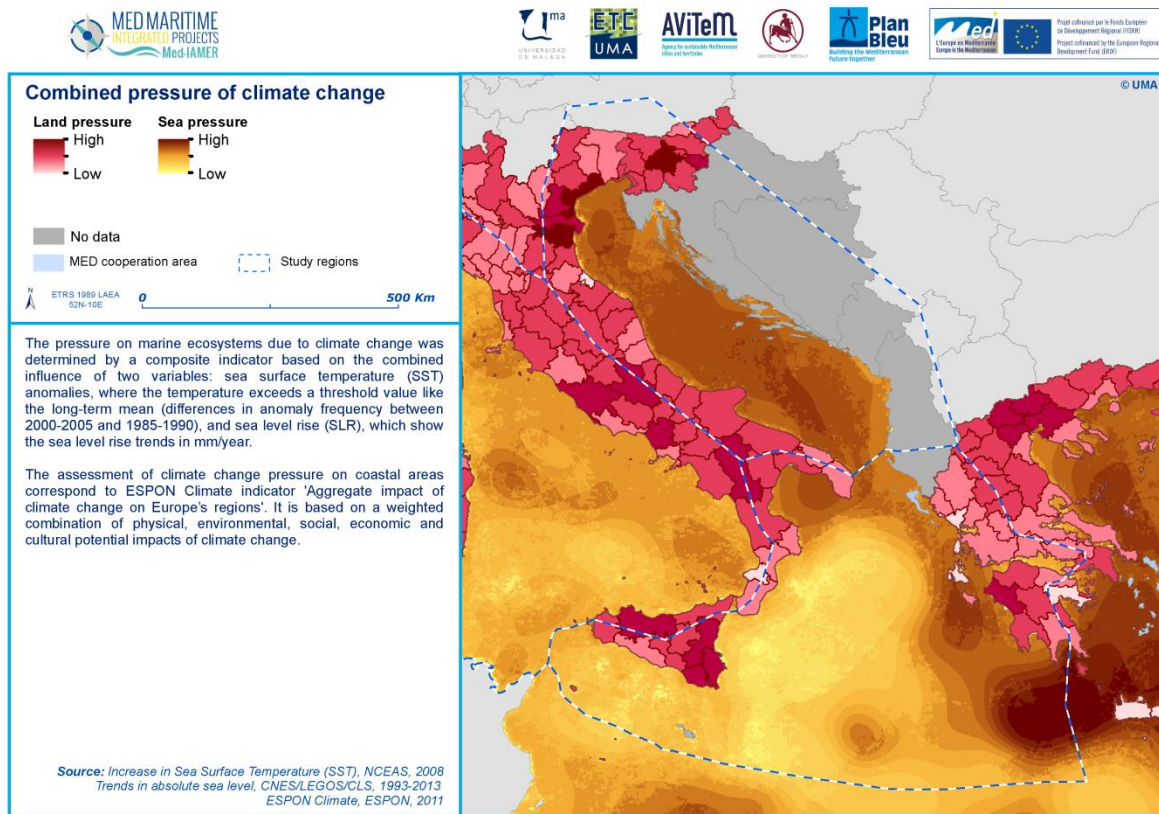 MED MARITIME
INTEGRATED PROJECTS
Med-IAMER
uma
UNIVERSIDAD
DE MÁLAGA
ETC
UMA
AViTeM
Agency for sustainable Mediterranean
cities and territories
UNIVERSITY OF THESSALY
Plan
Bleu
Building the Mediterranean
future together
Med
L'Europe en Méditerranée
Europe in the Mediterranean
Projet cofinancé par le Fonds Européen
de Développement Régional (FEDER)
Project cofinanced by the European Regional
Development Fund (ERDF)
Combined pressure of climate change
Land pressure
High
Low
Sea pressure
High
Low
No data
MED cooperation area
Study regions
N
ETRS 1989 LAEA
52N-10E
0
500 Km
The pressure on marine ecosystems due to climate change was
determined by a composite indicator based on the combined
influence of two variables: sea surface temperature (SST)
anomalies, where the temperature exceeds a threshold value like
the long-term mean (differences in anomaly frequency between
2000-2005 and 1985-1990), and sea level rise (SLR), which show
the sea level rise trends in mm/year.
The assessment of climate change pressure on coastal areas
correspond to ESPON Climate indicator 'Aggregate impact of
climate change on Europe's regions'. It is based on a weighted
combination of physical, environmental, social, economic and
cultural potential impacts of climate change.
Source: Increase in Sea Surface Temperature (SST), NCEAS, 2008
Trends in absolute sea level, CNES/LEGOS/CLS, 1993-2013
ESPON Climate, ESPON, 2011
© UMA